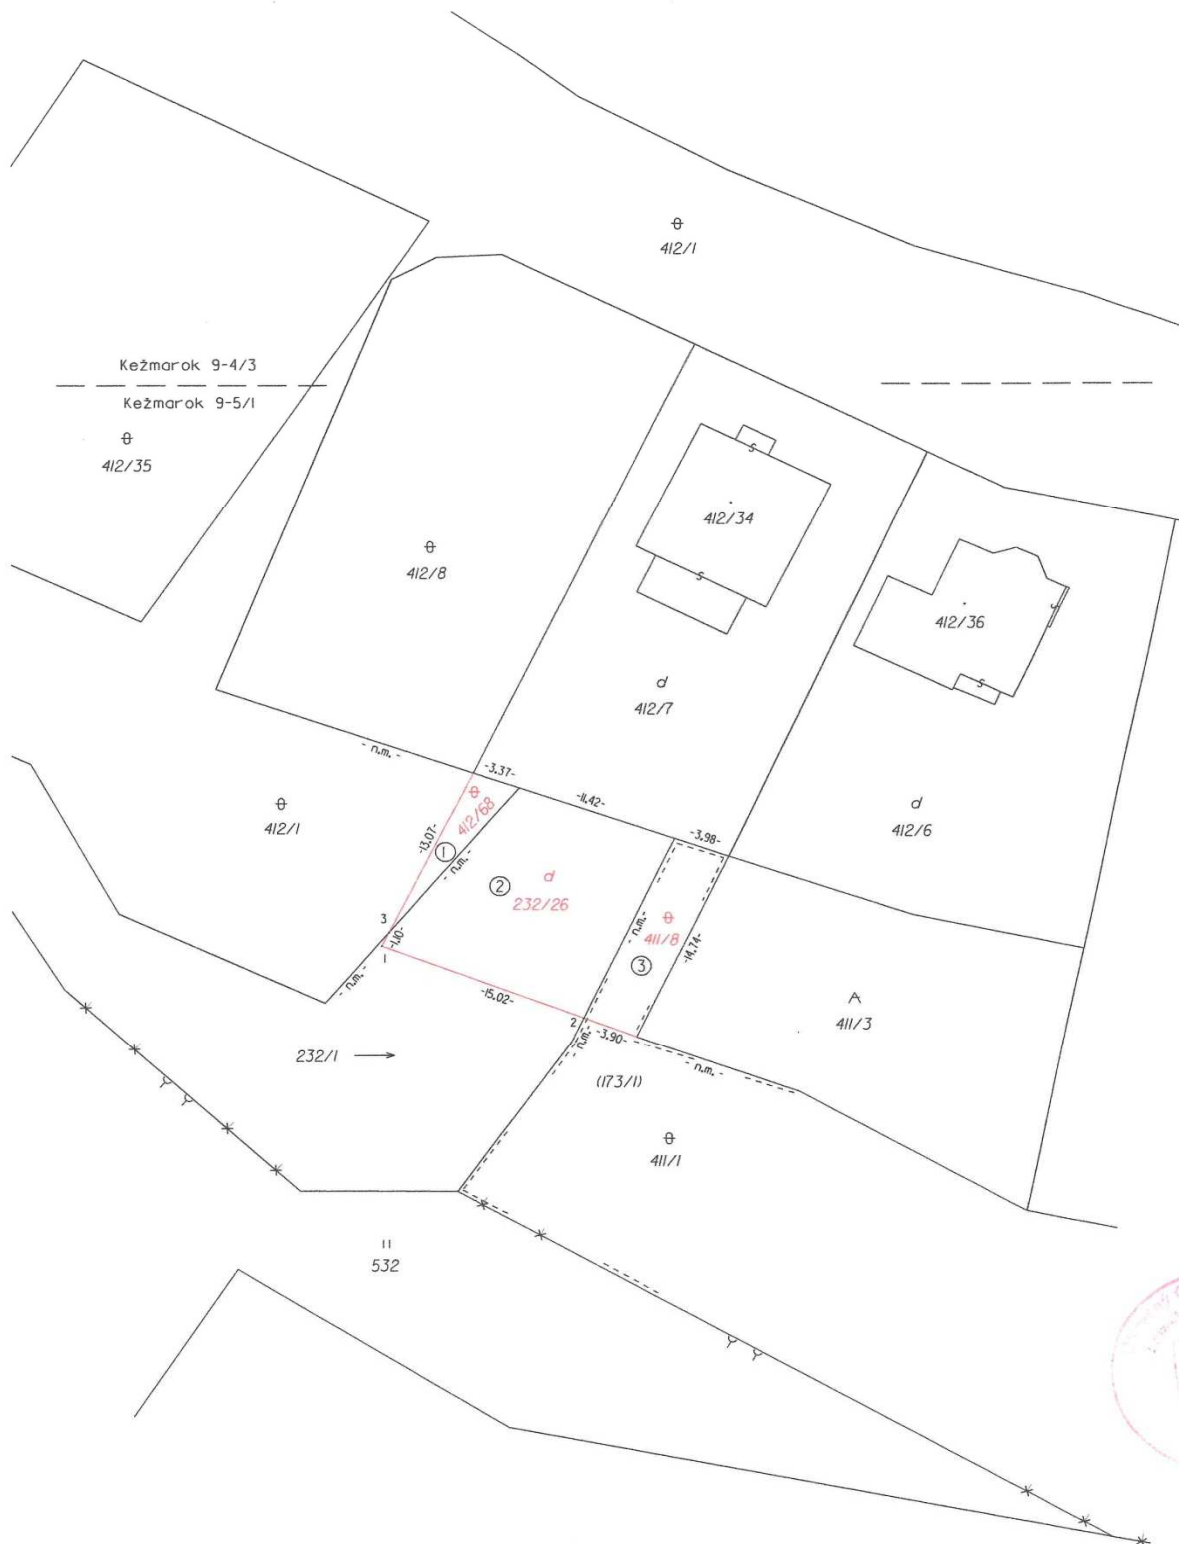 412/1
Kežmarok 9-4/3
Kežmarok 9-5/1
412/35
412/34
412/8
412/36
d
412/7
- n.m. -
-3.37-
412/68
-11.42-
d
412/6
412/1
-13.07-
1
- n.m. -
-3.98-
2
d
232/26
- n.m. -
411/8
3
-14.74-
3
-1.10-
1
- n.m. -
-15.02-
2
-3.90-
- n.m. -
- n.m. -
A
411/3
232/1
(173/1)
411/1
II
532